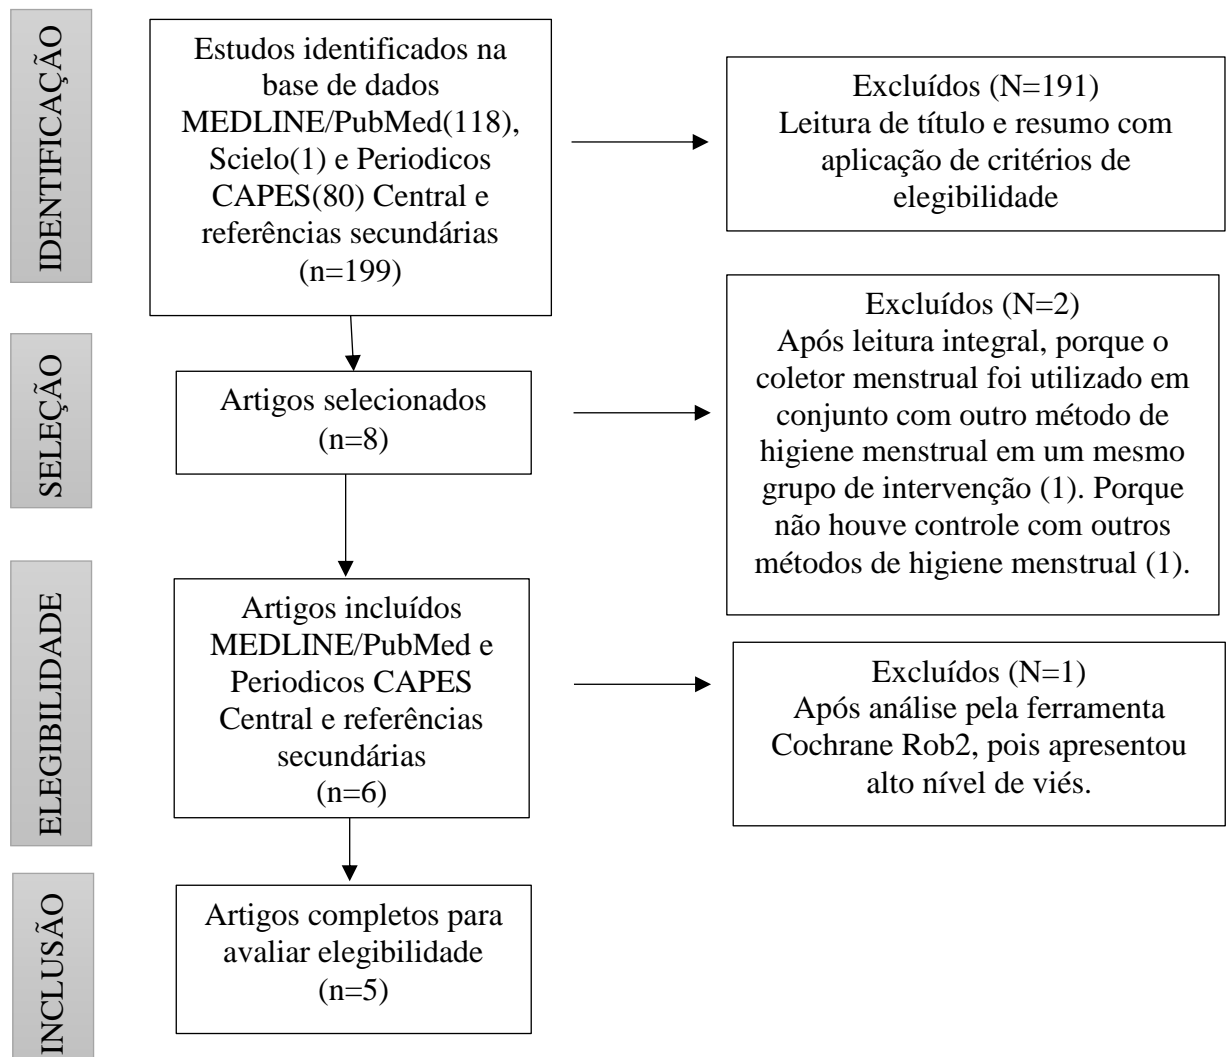 IDENTIFICAÇÃO
Estudos identificados na
base de dados
MEDLINE/PubMed(118),
Scielo(1) e Periodicos
CAPES(80) Central e
referências secundárias
(n=199)
Excluídos (N=191)
Leitura de título e resumo com
aplicação de critérios de
elegibilidade
SELEÇÃO
Artigos selecionados
(n=8)
Excluídos (N=2)
Após leitura integral, porque o
coletor menstrual foi utilizado em
conjunto com outro método de
higiene menstrual em um mesmo
grupo de intervenção (1). Porque
não houve controle com outros
métodos de higiene menstrual (1).
ELEGIBILIDADE
Artigos incluídos
MEDLINE/PubMed e
Periodicos CAPES
Central e referências
secundárias
(n=6)
Excluídos (N=1)
Após análise pela ferramenta
Cochrane Rob2, pois apresentou
alto nível de viés.
INCLUSÃO
Artigos completos para
avaliar elegibilidade
(n=5)